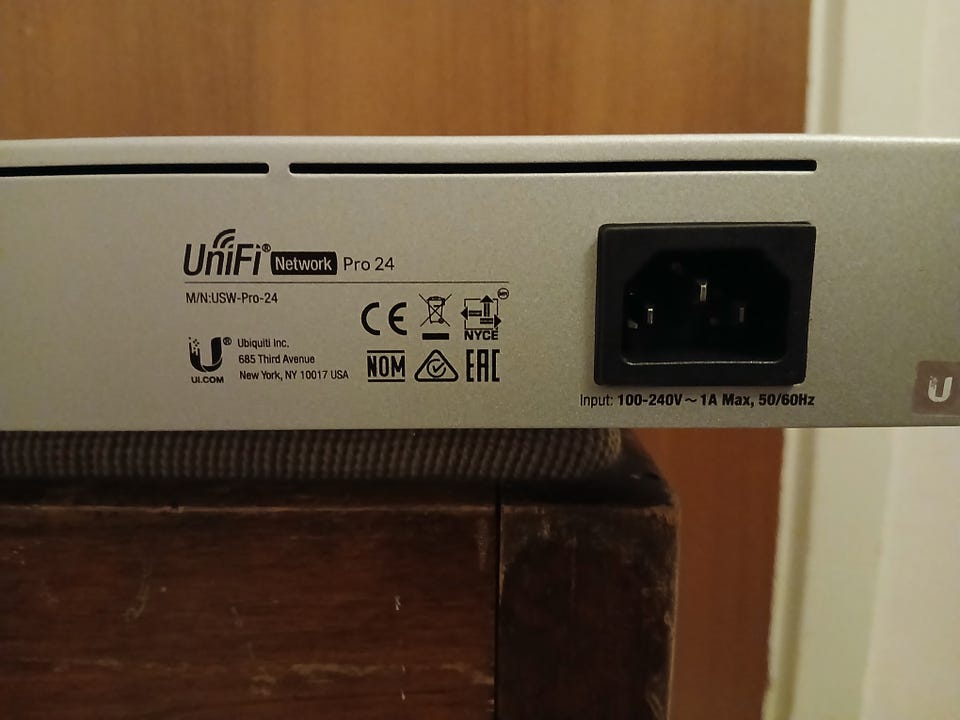 UniFi® Network Pro 24
M/N:USW-Pro-24
U®
UI.COM
Ubiquiti Inc.
685 Third Avenue
New York, NY 10017 USA
CE
NYCE
NOM
EAC
Input: 100-240V ~ 1A Max, 50/60Hz
U